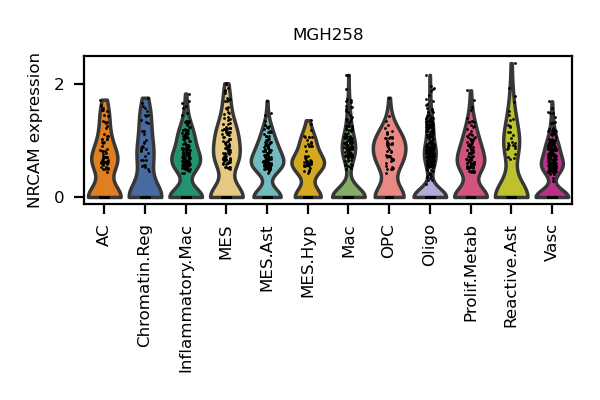 MGH258
NRCAM expression
2
0
AC
Chromatin.Reg
Inflammatory.Mac
MES
MES.Ast
MES.Hyp
Mac
OPC
Oligo
Prolif.Metab
Reactive.Ast
Vasc